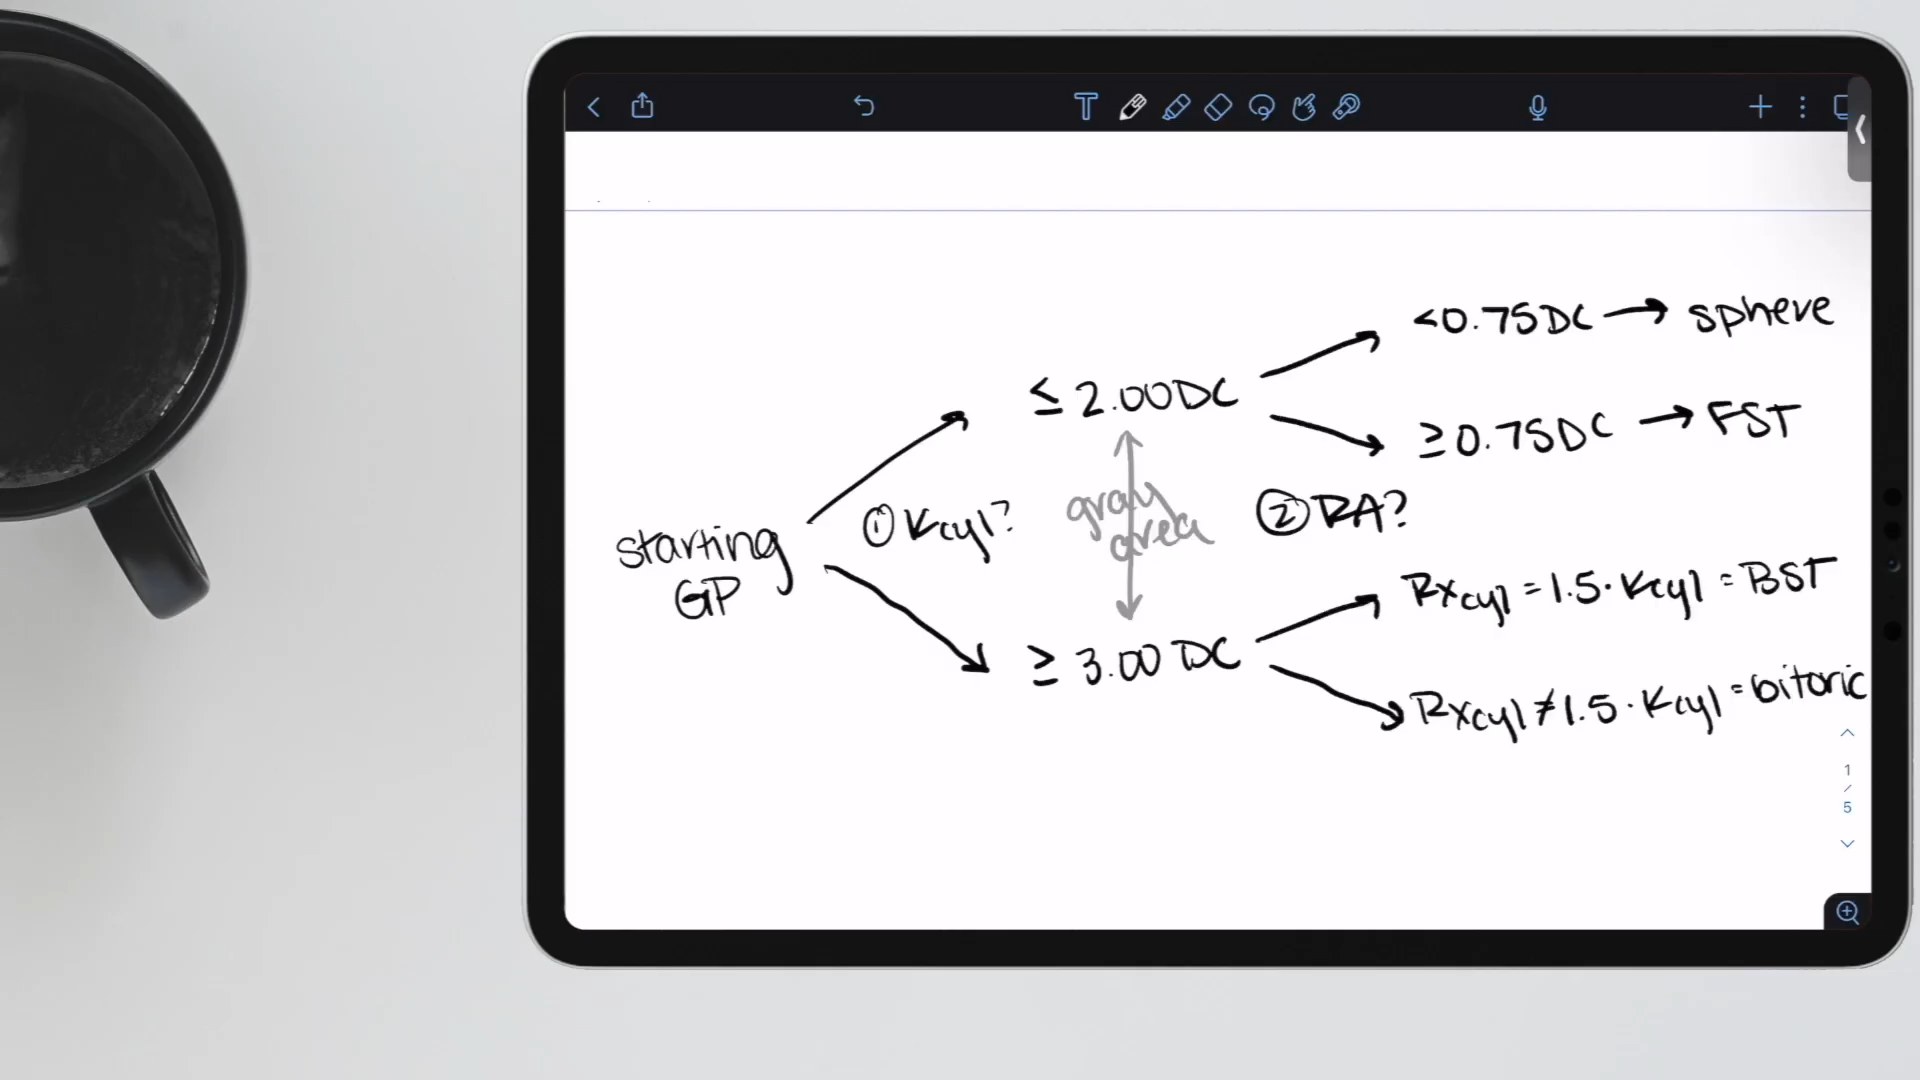 <0.75DC → sphere
≤ 2.00DC
≥0.75DC → FST
gray
area
① Kcyl?
② RA?
starting
GP
Rxcyl = 1.5 · Kcyl = BST
≥ 3.00 DC
Rxcyl ≠ 1.5 · Kcyl = bitoric
1
/
5